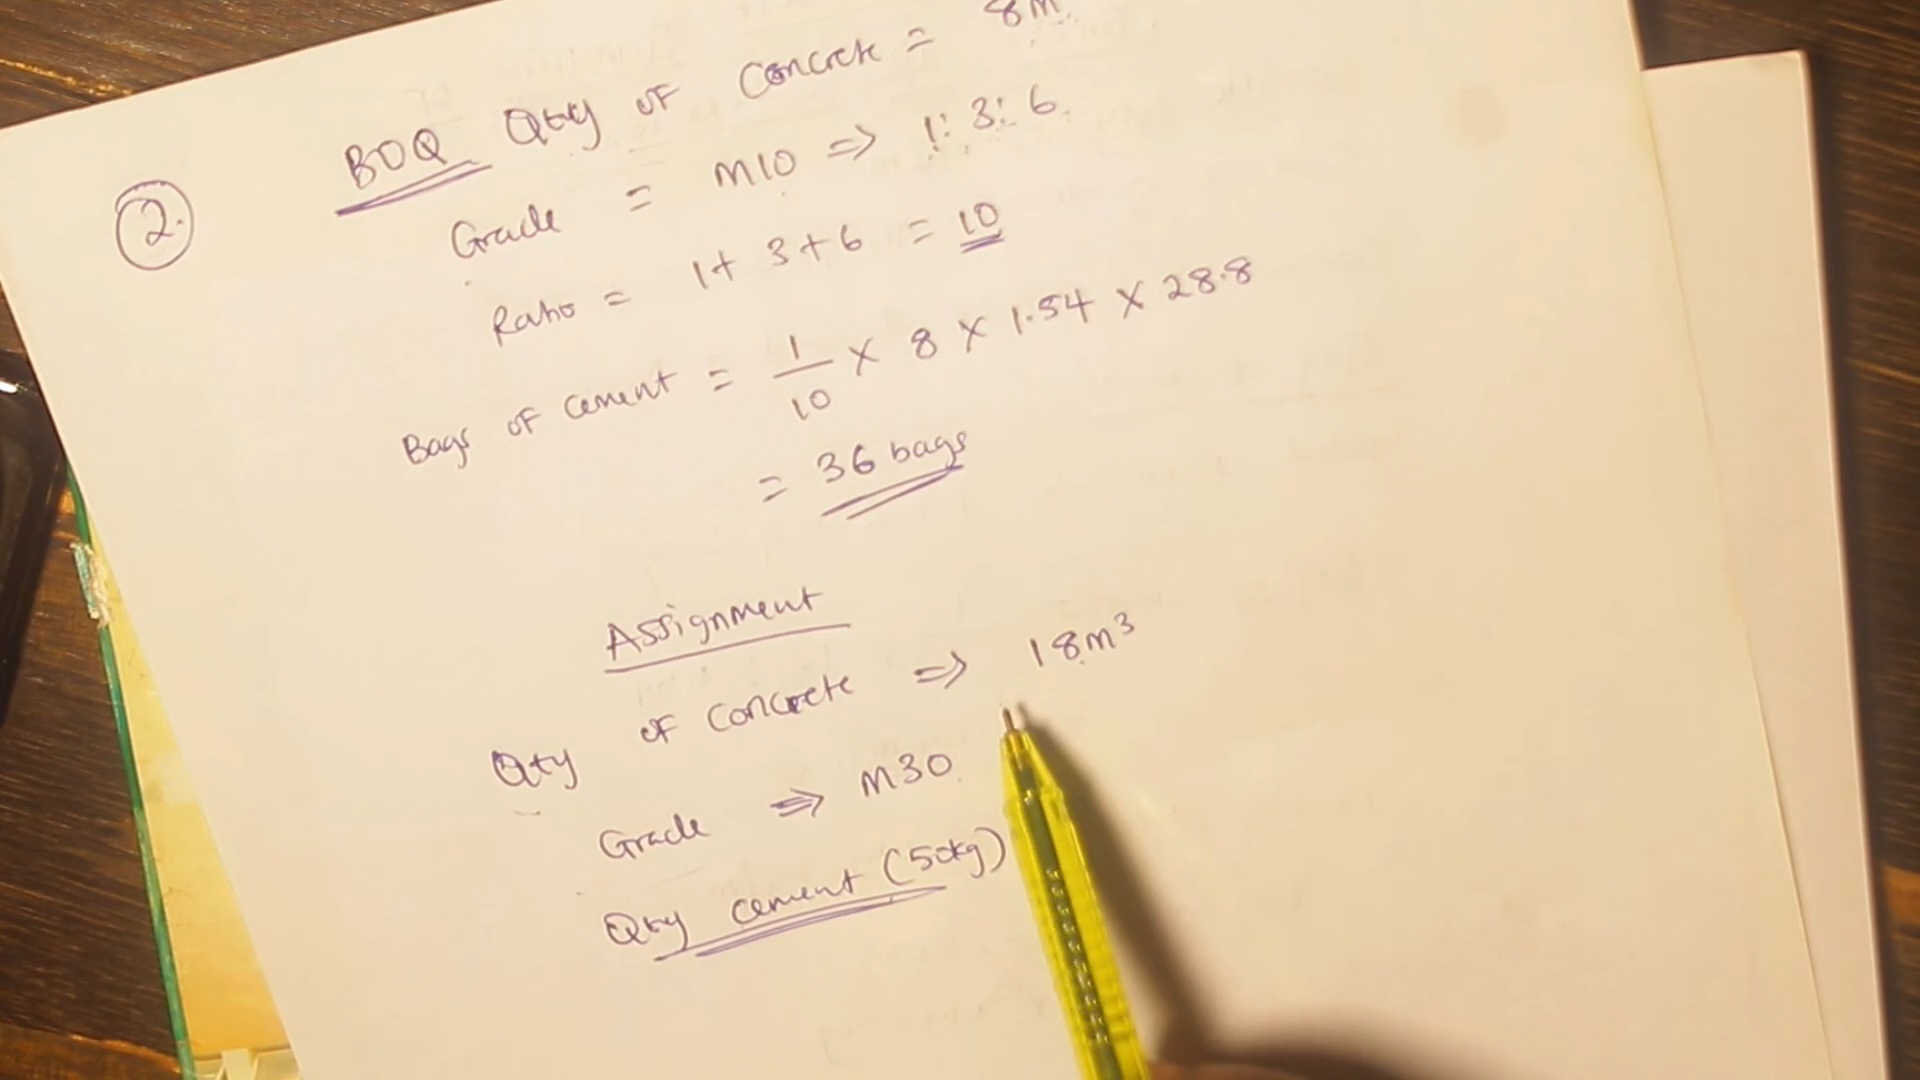 BOQ Qty of Concrete = 8m
2.
Grade = M10 => 1:3:6.
Ratio = 1+ 3+6 = 10
Bags of cement = 1/10 x 8 x 1.54 x 28.8
= 36 bags
Assignment
Qty of Concrete => 18m³
Grade => M30
Qty cement (50kg)